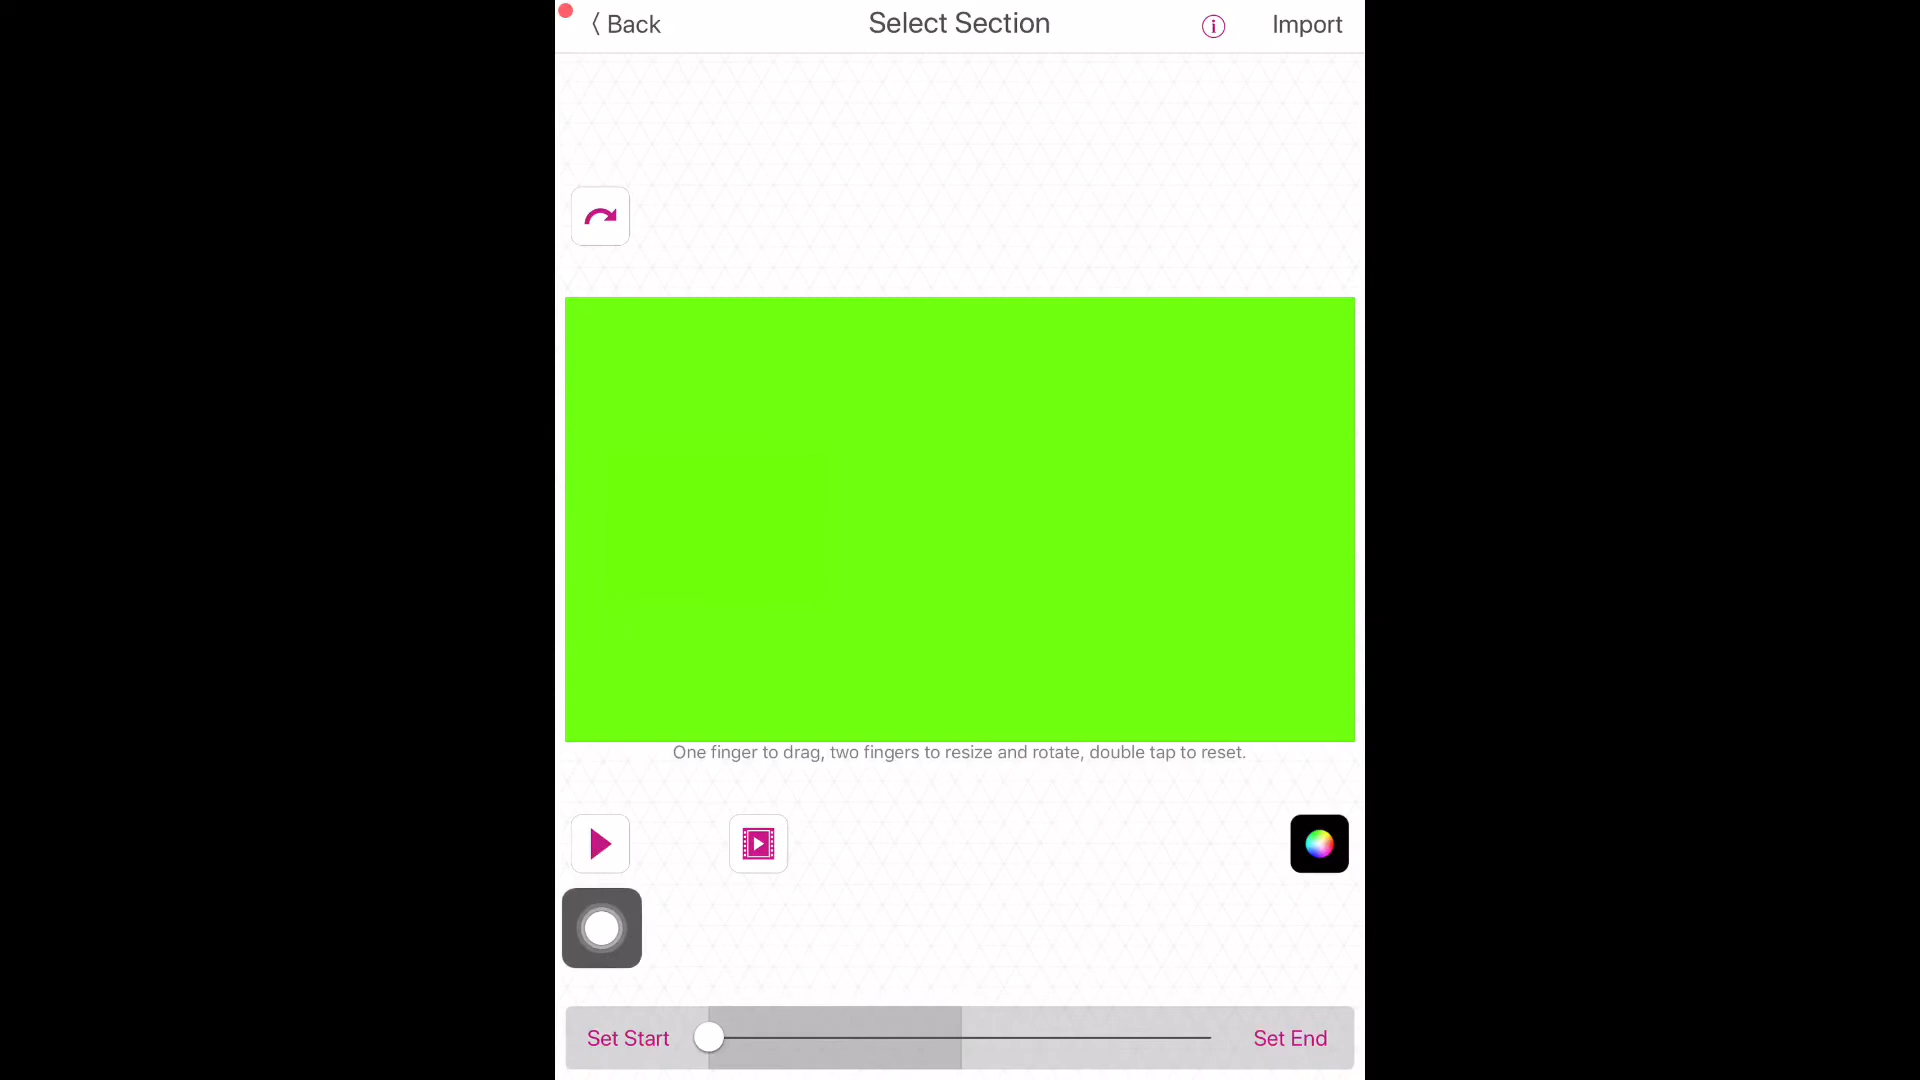 Back
Select Section
Import
One finger to drag, two fingers to resize and rotate, double tap to reset.
Set Start
Set End